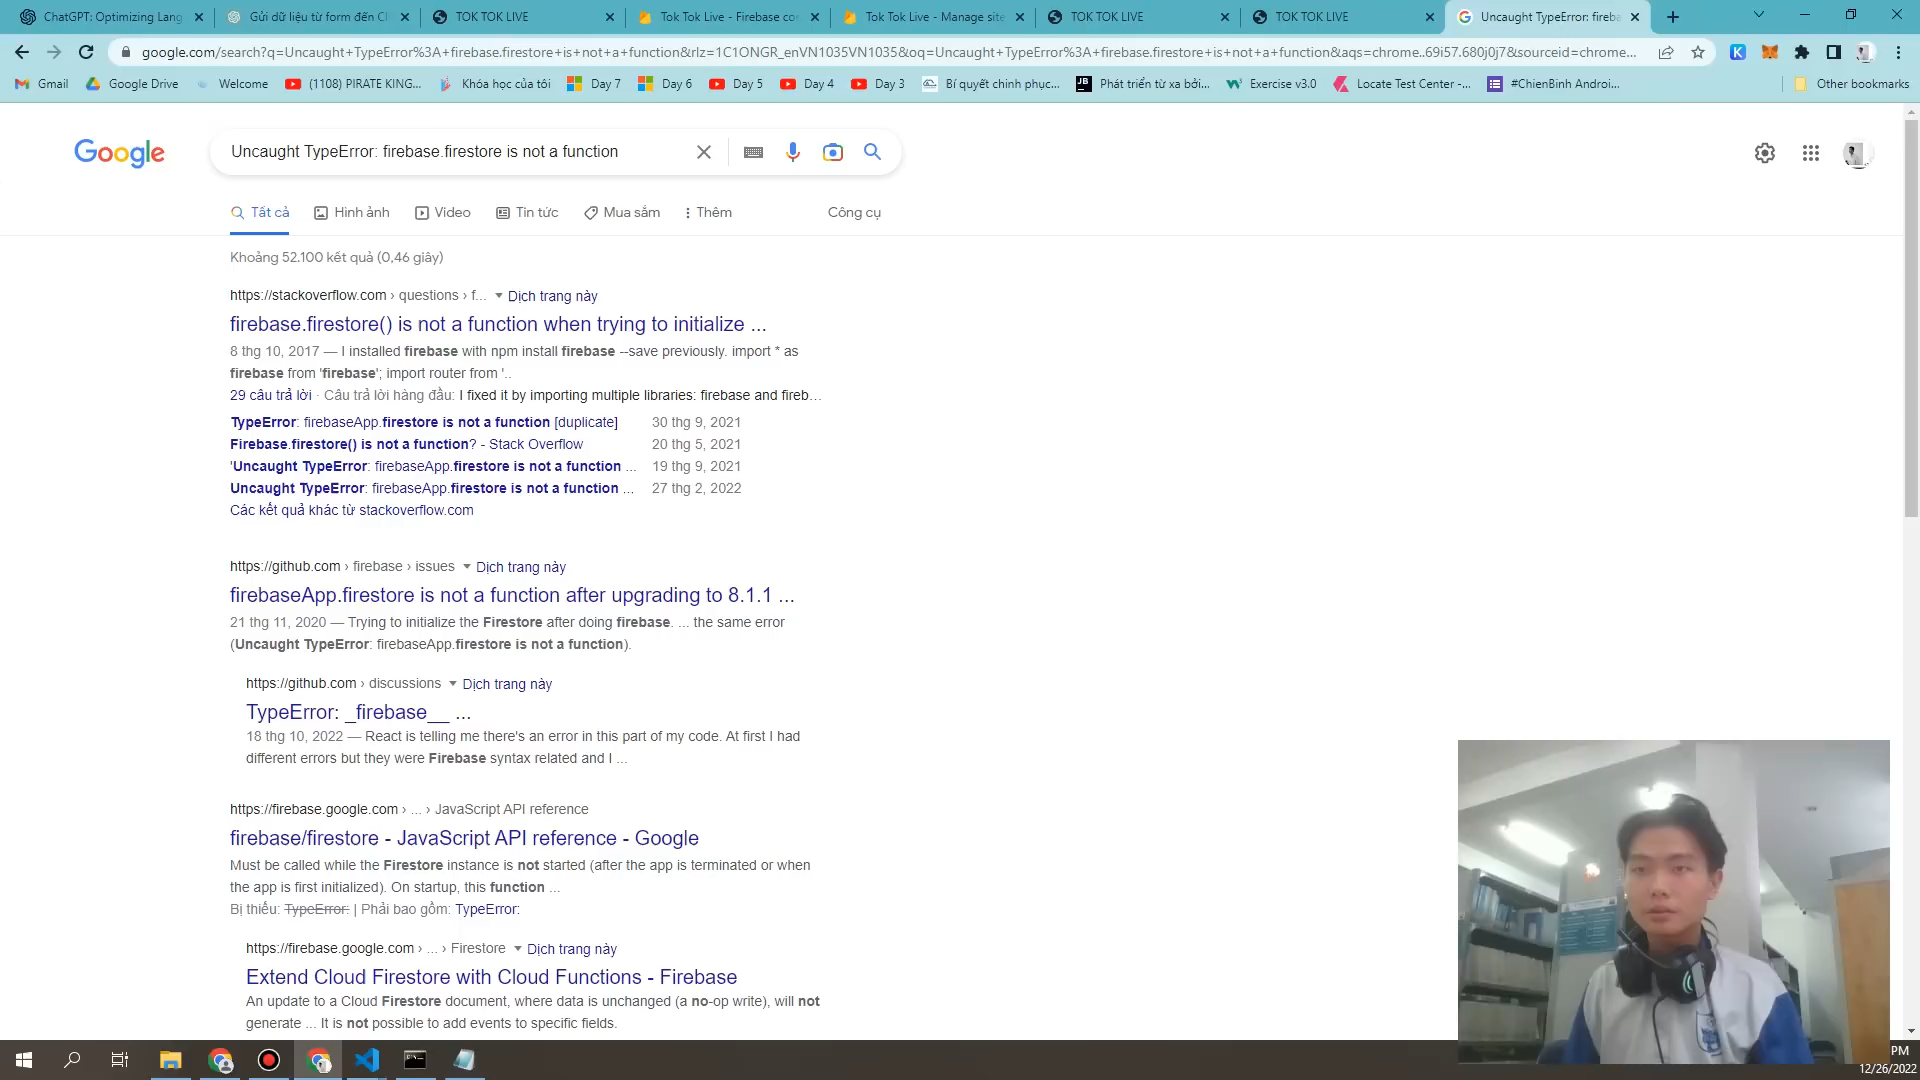 ChatGPT: Optimizing Lang
Gửi dữ liệu từ form đến Cl
TOK TOK LIVE
Tok Tok Live - Firebase con
Tok Tok Live - Manage site
TOK TOK LIVE
TOK TOK LIVE
Uncaught TypeError: fireba
google.com/search?q=Uncaught+TypeError%3A+firebase.firestore+is+not+a+function&rlz=1C1ONGR_enVN1035VN1035&oq=Uncaught+TypeError%3A+firebase.firestore+is+not+a+function&aqs=chrome..69i57.680j0j7&sourceid=chrome...
Gmail
Google Drive
Welcome
(1108) PIRATE KING...
Khóa học của tôi
Day 7
Day 6
Day 5
Day 4
Day 3
Bí quyết chinh phục...
Phát triển từ xa bởi...
Exercise v3.0
Locate Test Center -...
#ChienBinh Androi...
Other bookmarks
Google
Uncaught TypeError: firebase.firestore is not a function
Tất cả
Hình ảnh
Video
Tin tức
Mua sắm
Thêm
Công cụ
Khoảng 52.100 kết quả (0,46 giây)
https://stackoverflow.com › questions › f... Dịch trang này
firebase.firestore() is not a function when trying to initialize ...
8 thg 10, 2017 — I installed firebase with npm install firebase --save previously. import * as
firebase from 'firebase'; import router from '..
29 câu trả lời · Câu trả lời hàng đầu: I fixed it by importing multiple libraries: firebase and fireb…
TypeError: firebaseApp.firestore is not a function [duplicate] 30 thg 9, 2021
Firebase.firestore() is not a function? - Stack Overflow 20 thg 5, 2021
'Uncaught TypeError: firebaseApp.firestore is not a function ... 19 thg 9, 2021
Uncaught TypeError: firebaseApp.firestore is not a function ... 27 thg 2, 2022
Các kết quả khác từ stackoverflow.com
https://github.com › firebase › issues Dịch trang này
firebaseApp.firestore is not a function after upgrading to 8.1.1 ...
21 thg 11, 2020 — Trying to initialize the Firestore after doing firebase. ... the same error
(Uncaught TypeError: firebaseApp.firestore is not a function).
https://github.com › discussions Dịch trang này
TypeError: _firebase__ ...
18 thg 10, 2022 — React is telling me there's an error in this part of my code. At first I had
different errors but they were Firebase syntax related and I ...
https://firebase.google.com › ... › JavaScript API reference
firebase/firestore - JavaScript API reference - Google
Must be called while the Firestore instance is not started (after the app is terminated or when
the app is first initialized). On startup, this function ...
Bị thiếu: TypeError: | Phải bao gồm: TypeError:
https://firebase.google.com › ... › Firestore Dịch trang này
Extend Cloud Firestore with Cloud Functions - Firebase
An update to a Cloud Firestore document, where data is unchanged (a no-op write), will not
generate ... It is not possible to add events to specific fields.
PM
12/26/2022